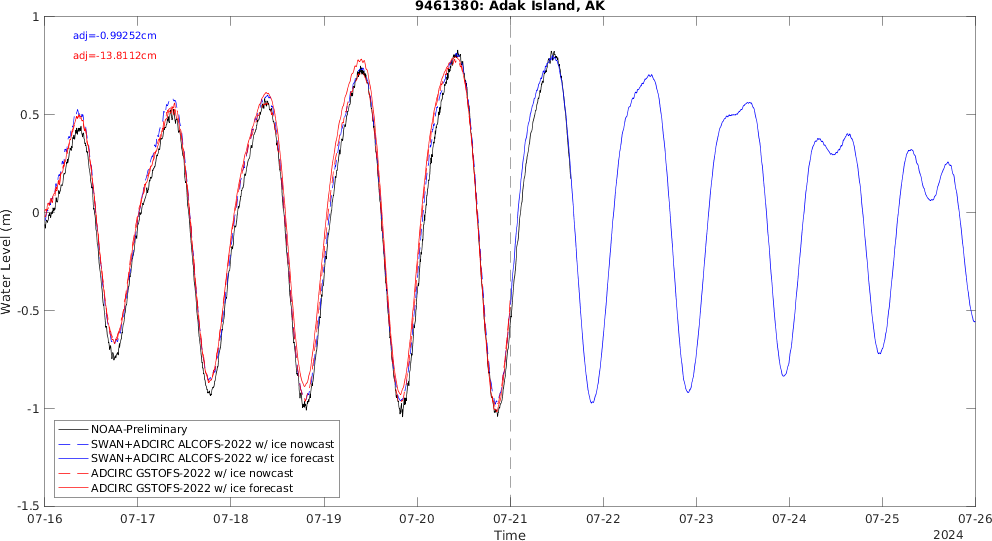 9461380: Adak Island, AK
adj=-0.99252cm
adj=-13.8112cm
Water Level (m)
1
0.5
0
-0.5
-1
-1.5
NOAA-Preliminary
SWAN+ADCIRC ALCOFS-2022 w/ ice nowcast
SWAN+ADCIRC ALCOFS-2022 w/ ice forecast
ADCIRC GSTOFS-2022 w/ ice nowcast
ADCIRC GSTOFS-2022 w/ ice forecast
07-16 07-17 07-18 07-19 07-20 07-21 07-22 07-23 07-24 07-25 07-26
Time
2024